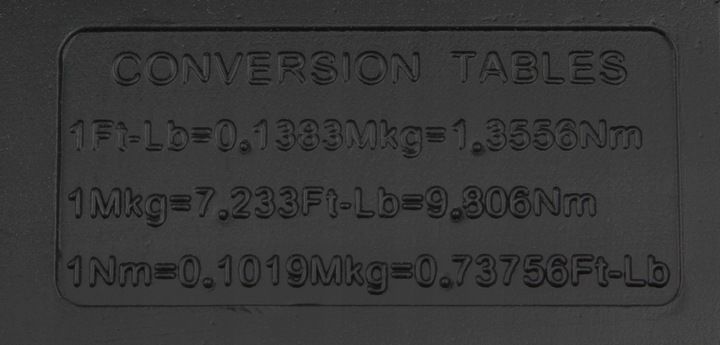 CONVERSION TABLES
1Ft-Lb=0.1383Mkg=1.3556Nm
1Mkg=7.233Ft-Lb=9.806Nm
1Nm=0.1019Mkg=0.73756Ft-Lb